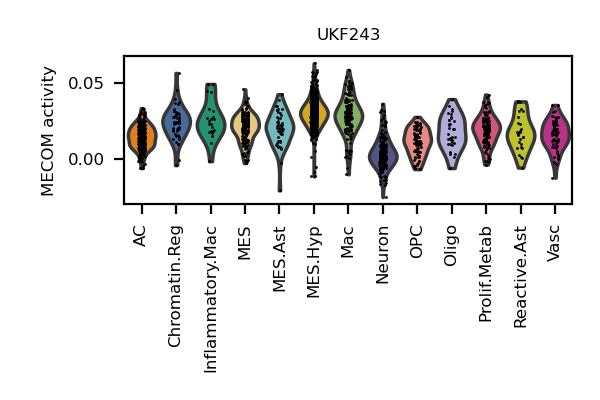 UKF243
MECOM activity
0.05
0.00
AC
Chromatin.Reg
Inflammatory.Mac
MES
MES.Ast
MES.Hyp
Mac
Neuron
OPC
Oligo
Prolif.Metab
Reactive.Ast
Vasc